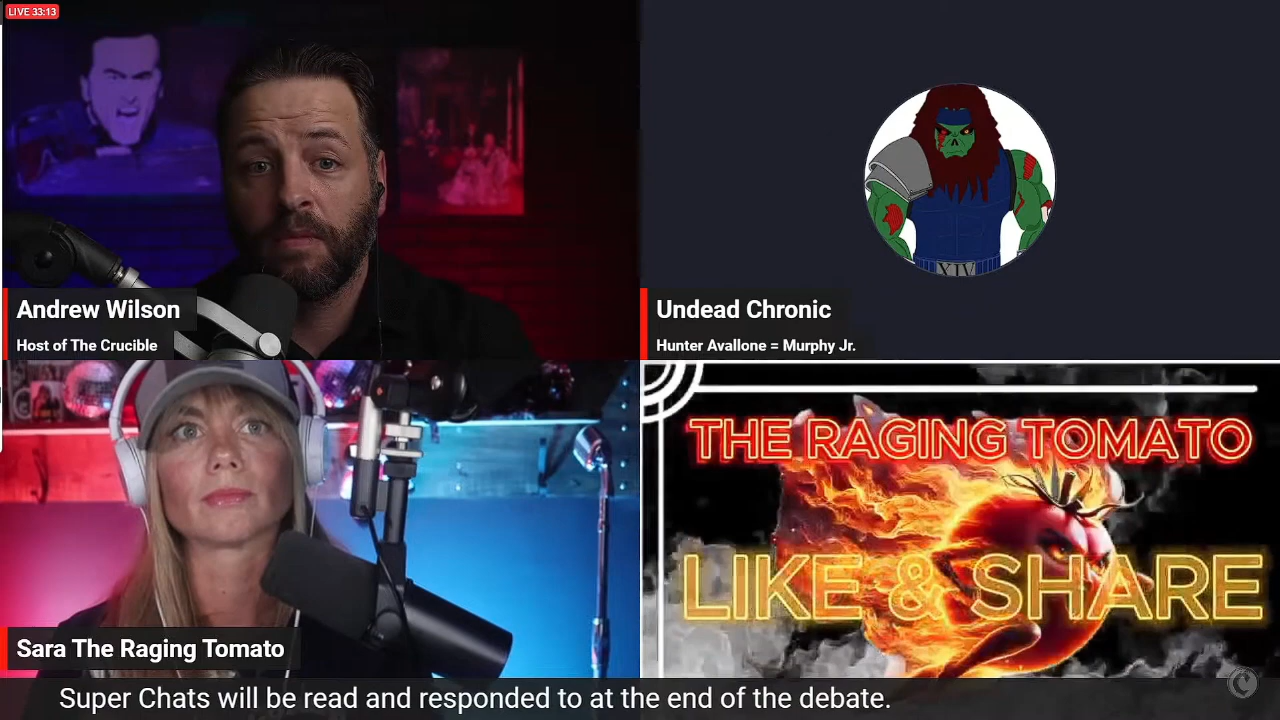 LIVE 33:13
Andrew Wilson
Host of The Crucible
XIV
Undead Chronic
Hunter Avallone = Murphy Jr.
Sara The Raging Tomato
THE RAGING TOMATO
LIKE & SHARE
Super Chats will be read and responded to at the end of the debate.